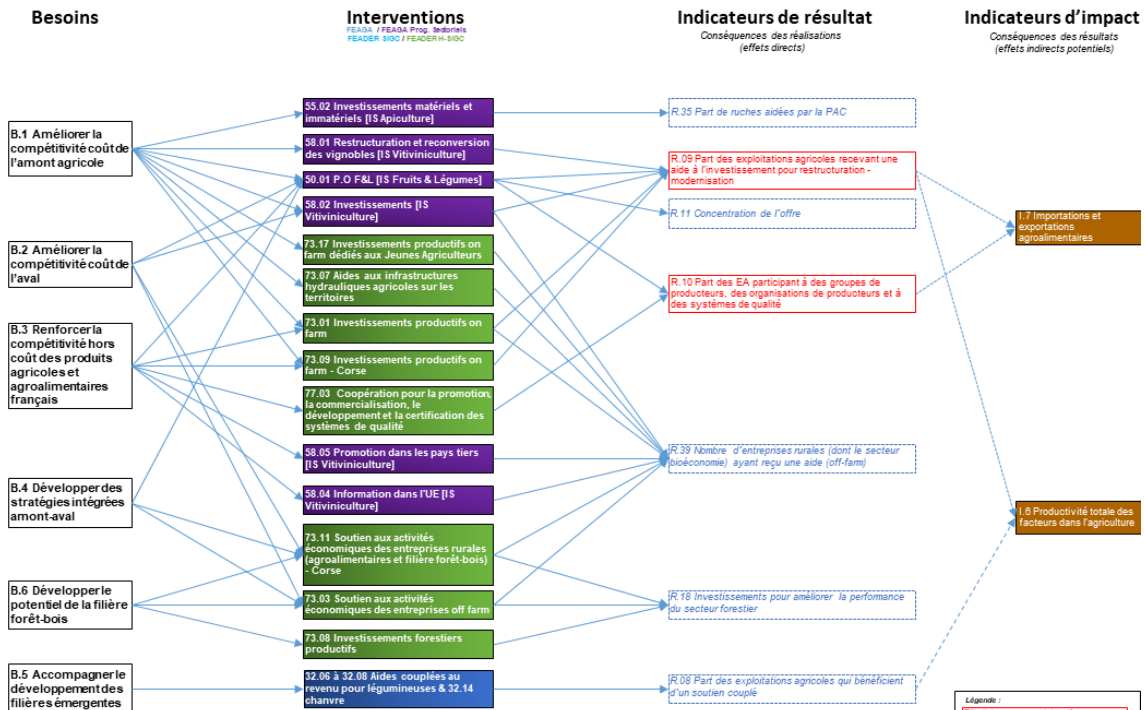 Besoins
Interventions
FEAGA / FEAGA Prog. Sectoriels
FEADER SIGC / FEADER H-SIGC
Indicateurs de résultat
Conséquences des réalisations
(effets directs)
Indicateurs d'impact
Conséquences des résultats
(effets indirects potentiels)
B.1 Améliorer la
compétitivité coût de
l'amont agricole
B.2 Améliorer la
compétitivité coût de
l'aval
B.3 Renforcer la
compétitivité hors
coût des produits
agricoles et
agroalimentaires
français
B.4 Développer des
stratégies intégrées
amont-aval
B.6 Développer le
potentiel de la filière
forêt-bois
B.5 Accompagner le
développement des
filières émergentes
55.02 Investissements matériels et
immatériels [IS Apiculture]
58.01 Restructuration et reconversion
des vignobles [IS Vitiviniculture]
50.01 P.O F&L [IS Fruits & Légumes]
58.02 Investissements [IS
Vitiviniculture]
73.17 Investissements productifs on
farm dédiés aux Jeunes Agriculteurs
73.07 Aides aux infrastructures
hydrauliques agricoles sur les
territoires
73.01 Investissements productifs on
farm
73.09 Investissements productifs on
farm - Corse
77.03 Coopération pour la promotion,
la commercialisation, le
développement et la certification des
systèmes de qualité
58.05 Promotion dans les pays tiers
[IS Vitiviniculture]
58.04 Information dans l'UE [IS
Vitiviniculture]
73.11 Soutien aux activités
économiques des entreprises rurales
(agroalimentaires et filière forêt-bois)
- Corse
73.03 Soutien aux activités
économiques des entreprises off farm
73.08 Investissements forestiers
productifs
32.06 à 32.08 Aides couplées au
revenu pour légumineuses & 32.14
chanvre
R.35 Part de ruches aidées par la PAC
R.09 Part des exploitations agricoles recevant une
aide à l'investissement pour restructuration -
modernisation
R.11 Concentration de l'offre
R.10 Part des EA participant à des groupes de
producteurs, des organisations de producteurs et à
des systèmes de qualité
R.39 Nombre d'entreprises rurales (dont le secteur
bioéconomie) ayant reçu une aide (off-farm)
R.18 Investissements pour améliorer la performance
du secteur forestier
R.08 Part des exploitations agricoles qui bénéficient
d'un soutien couplé
I.7 Importations et
exportations
agroalimentaires
I.6 Productivité totale des
facteurs dans l'agriculture
Légende :